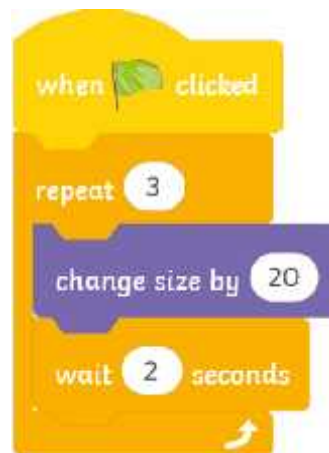 when clicked
repeat 3
change size by 20
wait 2 seconds